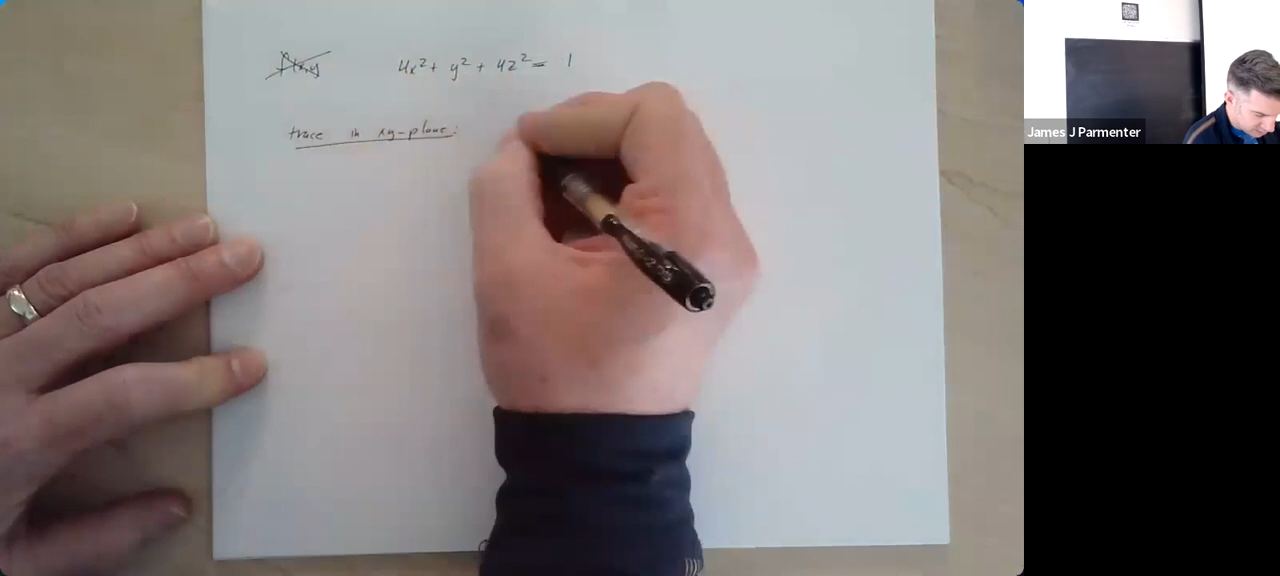 4x² + y² + 4z² = 1
trace in xy-plane:
James J Parmenter